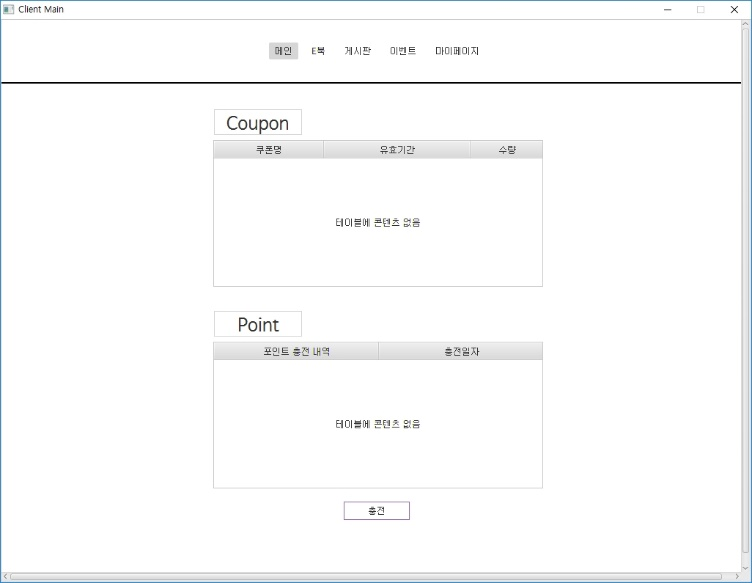 Client Main
메인 E북 게시판 이벤트 마이페이지
Coupon
쿠폰명 유효기간 수량
테이블에 콘텐츠 없음
Point
포인트 충전 내역 충전일자
테이블에 콘텐츠 없음
충전